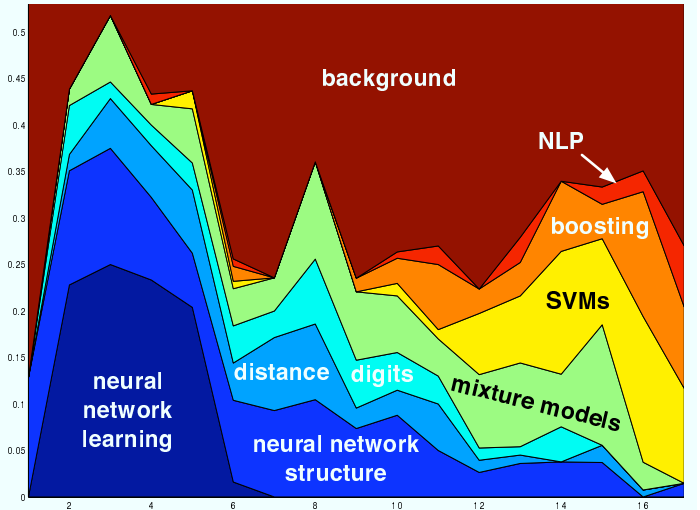 0.5
background
0.45
0.4
NLP
0.35
0.3
boosting
0.25
SVMs
0.2
0.15
distance
digits
neural
network
learning
mixture models
0.1
neural network
structure
0.05
0
2
4
6
8
10
12
14
16